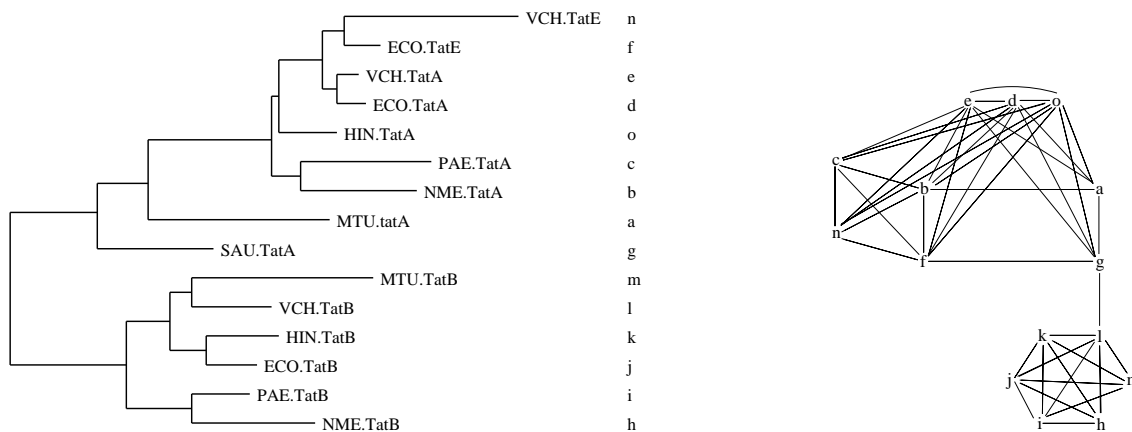 VCH.TatE n
ECO.TatE f
VCH.TatA e
ECO.TatA d
HIN.TatA o
PAE.TatA c
NME.TatA b
MTU.tatA a
SAU.TatA g
MTU.TatB m
VCH.TatB l
HIN.TatB k
ECO.TatB j
PAE.TatB i
NME.TatB h
e d o
c
b a
n
f g
k l
j
i h